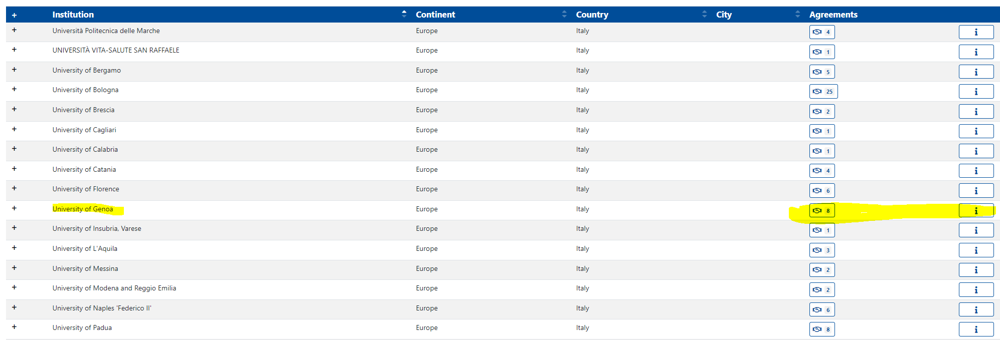 + Institution Continent Country City Agreements
+ Università Politecnica delle Marche Europe Italy 4 i
+ UNIVERSITÀ VITA-SALUTE SAN RAFFAELE Europe Italy 1 i
+ University of Bergamo Europe Italy 5 i
+ University of Bologna Europe Italy 25 i
+ University of Brescia Europe Italy 2 i
+ University of Cagliari Europe Italy 1 i
+ University of Calabria Europe Italy 1 i
+ University of Catania Europe Italy 4 i
+ University of Florence Europe Italy 6 i
+ University of Genoa Europe Italy 8 i
+ University of Insubria, Varese Europe Italy 1 i
+ University of L'Aquila Europe Italy 3 i
+ University of Messina Europe Italy 2 i
+ University of Modena and Reggio Emilia Europe Italy 2 i
+ University of Naples 'Federico II' Europe Italy 6 i
+ University of Padua Europe Italy 8 i